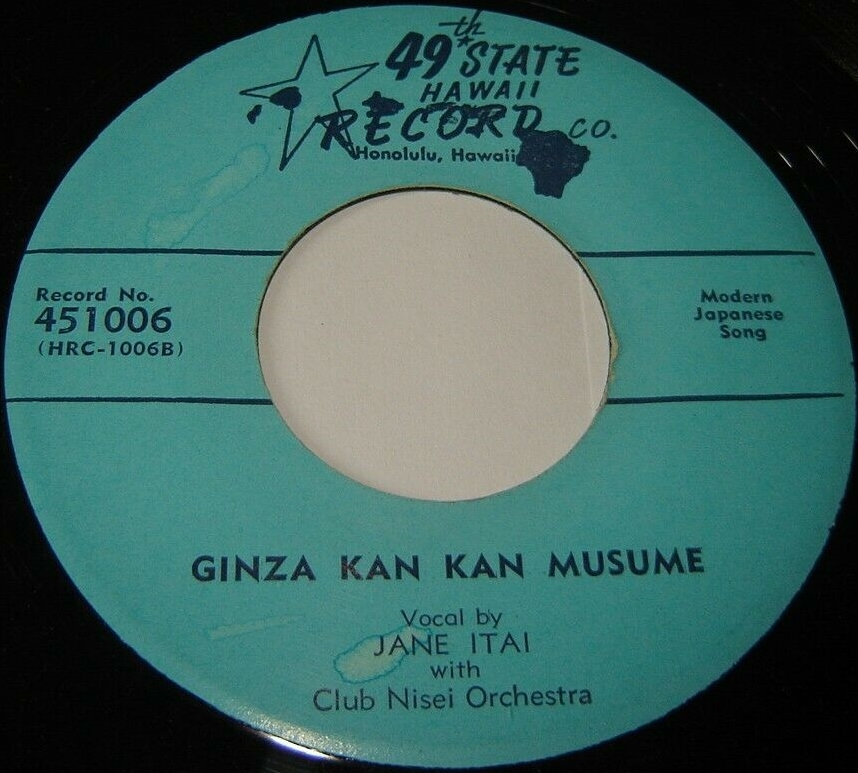 49th STATE
HAWAII
RECORD CO.
Honolulu, Hawaii
Record No.
451006
(HRC-1006B)
Modern
Japanese
Song
GINZA KAN KAN MUSUME
Vocal by
JANE ITAI
with
Club Nisei Orchestra